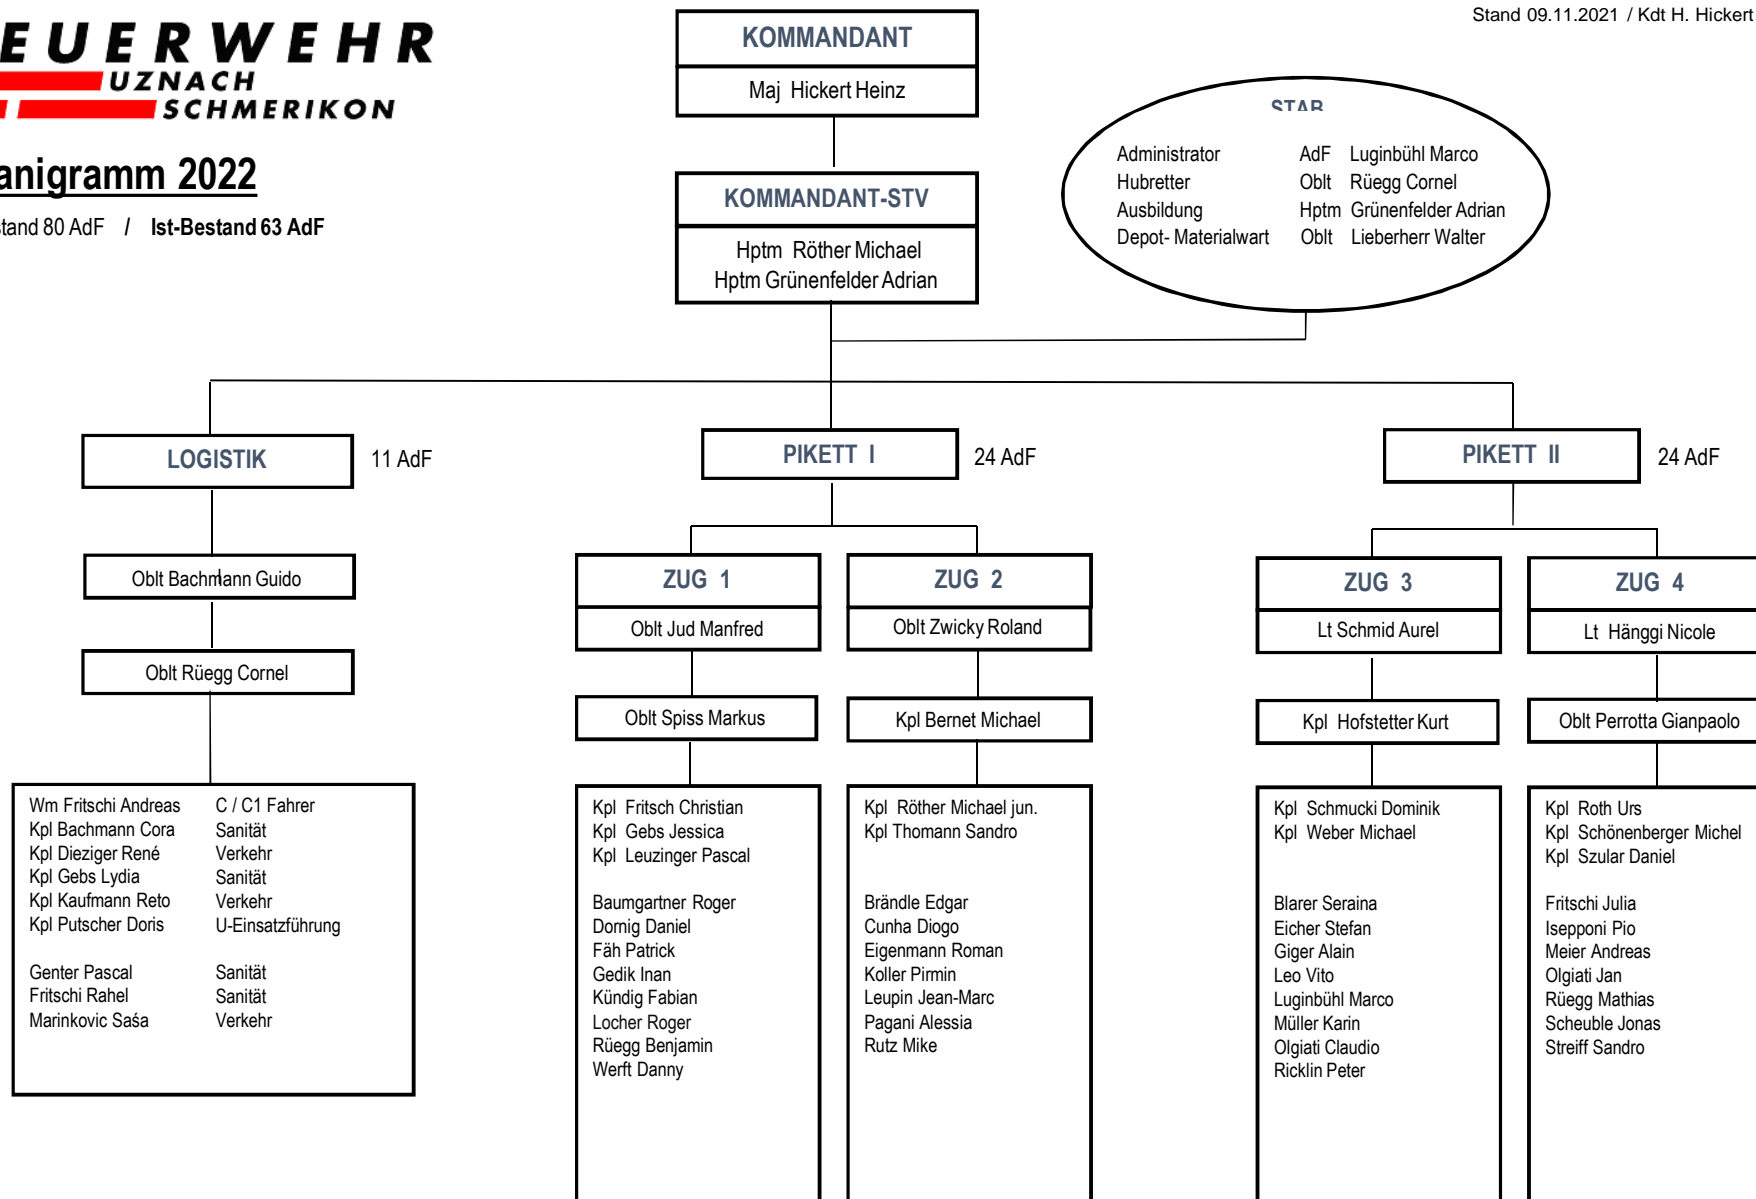 Stand 09.11.2021 / Kdt H. Hickert
EUERWEHR
UZNACH
SCHMERIKON
anigramm 2022
tand 80 AdF / Ist-Bestand 63 AdF
KOMMANDANT
Maj Hickert Heinz
KOMMANDANT-STV
Hptm Röther Michael
Hptm Grünenfelder Adrian
STAB
Administrator AdF Luginbühl Marco
Hubretter Oblt Rüegg Cornel
Ausbildung Hptm Grünenfelder Adrian
Depot- Materialwart Oblt Lieberherr Walter
LOGISTIK 11 AdF
Oblt Bachmann Guido
Oblt Rüegg Cornel
Wm Fritschi Andreas C / C1 Fahrer
Kpl Bachmann Cora Sanität
Kpl Dieziger René Verkehr
Kpl Gebs Lydia Sanität
Kpl Kaufmann Reto Verkehr
Kpl Putscher Doris U-Einsatzführung
Genter Pascal Sanität
Fritschi Rahel Sanität
Marinkovic Saśa Verkehr
PIKETT I 24 AdF
ZUG 1
Oblt Jud Manfred
Oblt Spiss Markus
Kpl Fritsch Christian
Kpl Gebs Jessica
Kpl Leuzinger Pascal
Baumgartner Roger
Dornig Daniel
Fäh Patrick
Gedik Inan
Kündig Fabian
Locher Roger
Rüegg Benjamin
Werft Danny
ZUG 2
Oblt Zwicky Roland
Kpl Bernet Michael
Kpl Röther Michael jun.
Kpl Thomann Sandro
Brändle Edgar
Cunha Diogo
Eigenmann Roman
Koller Pirmin
Leupin Jean-Marc
Pagani Alessia
Rutz Mike
PIKETT II 24 AdF
ZUG 3
Lt Schmid Aurel
Kpl Hofstetter Kurt
Kpl Schmucki Dominik
Kpl Weber Michael
Blarer Seraina
Eicher Stefan
Giger Alain
Leo Vito
Luginbühl Marco
Müller Karin
Olgiati Claudio
Ricklin Peter
ZUG 4
Lt Hänggi Nicole
Oblt Perrotta Gianpaolo
Kpl Roth Urs
Kpl Schönenberger Michel
Kpl Szular Daniel
Fritschi Julia
Isepponi Pio
Meier Andreas
Olgiati Jan
Rüegg Mathias
Scheuble Jonas
Streiff Sandro